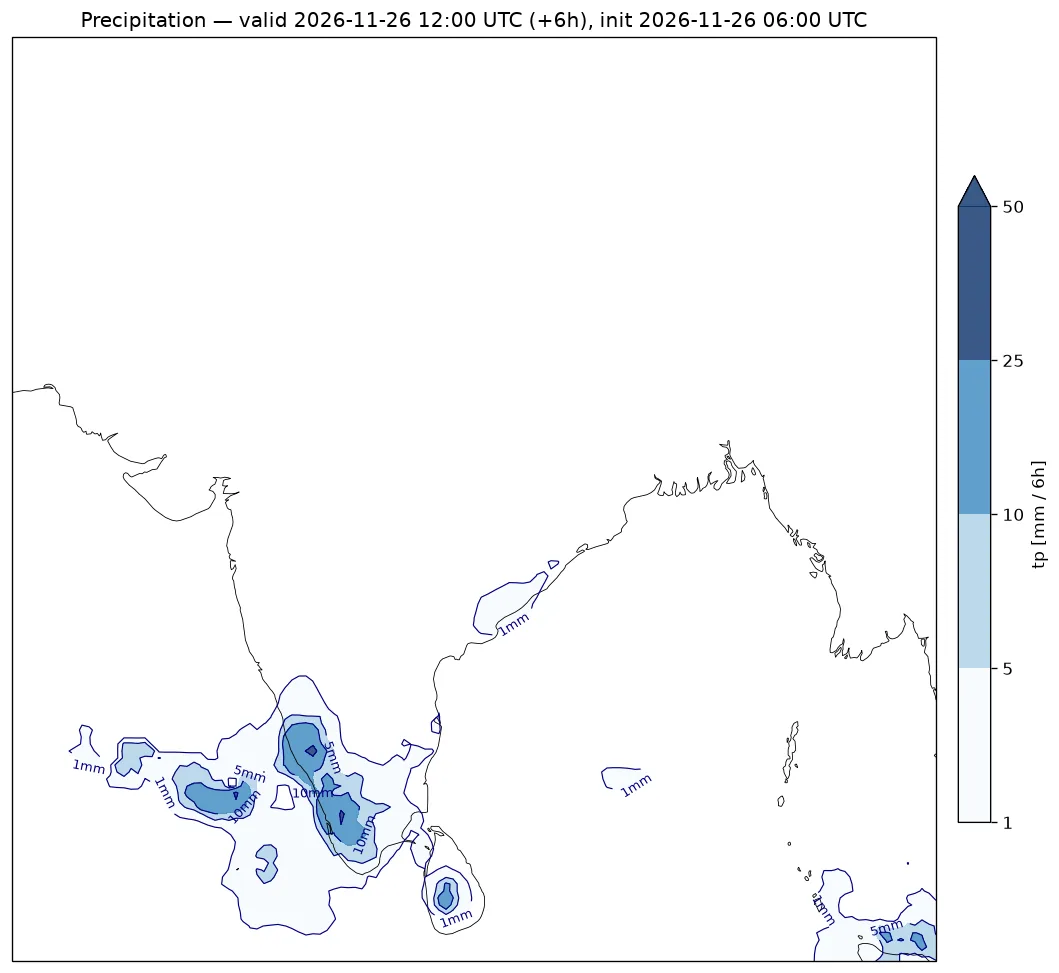 Precipitation — valid 2026-11-26 12:00 UTC (+6h), init 2026-11-26 06:00 UTC
50
25
10
5
1
tp [mm / 6h]
1mm
5mm
1mm
1mm
5mm
1mm
10mm
10mm
10mm
1mm
1mm
5mm